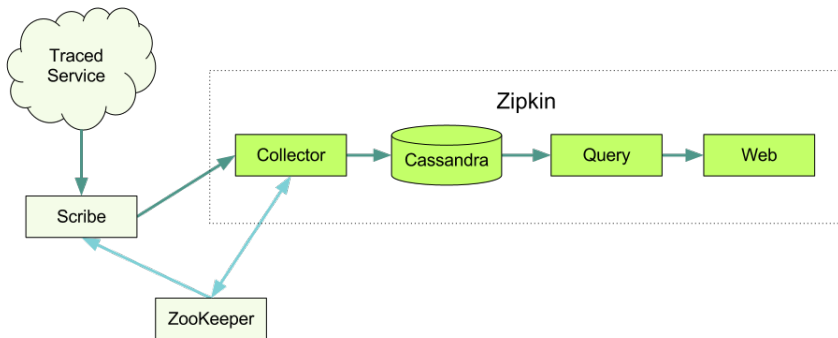 Traced
Service
Zipkin
Collector
Cassandra
Query
Web
Scribe
ZooKeeper